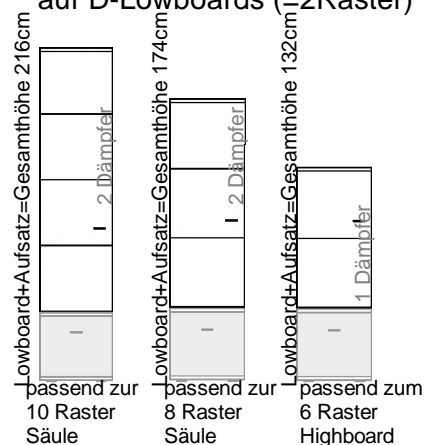 auf D-Lowboards (=2Raster)
Lowboard+Aufsatz=Gesamthöhe 216cm
2 Dämpfer
Lowboard+Aufsatz=Gesamthöhe 174cm
2 Dämpfer
Lowboard+Aufsatz=Gesamthöhe 132cm
1 Dämpfer
passend zur
10 Raster
Säule
passend zur
8 Raster
Säule
passend zum
6 Raster
Highboard